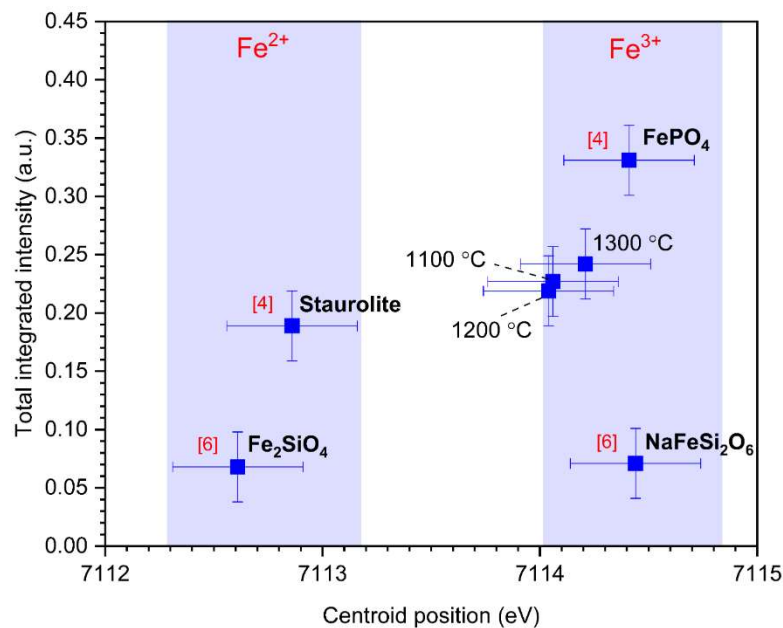 Fe²⁺ Fe³⁺
0.45
0.40
0.35
0.30
0.25
0.20
0.15
0.10
0.05
0.00
Total integrated intensity (a.u.)
[4] FePO₄
1100 °C 1300 °C
1200 °C
[4] Staurolite
[6] Fe₂SiO₄
[6] NaFeSi₂O₆
7112 7113 7114 7115
Centroid position (eV)